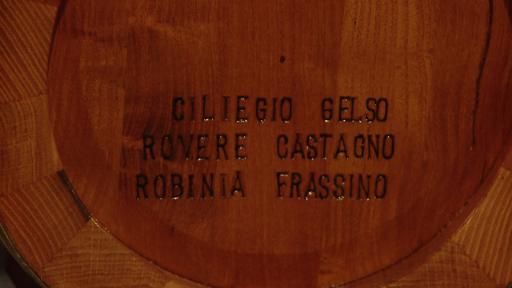 CILIEGIO GELSO
ROVERE CASTAGNO
ROBINIA FRASSINO